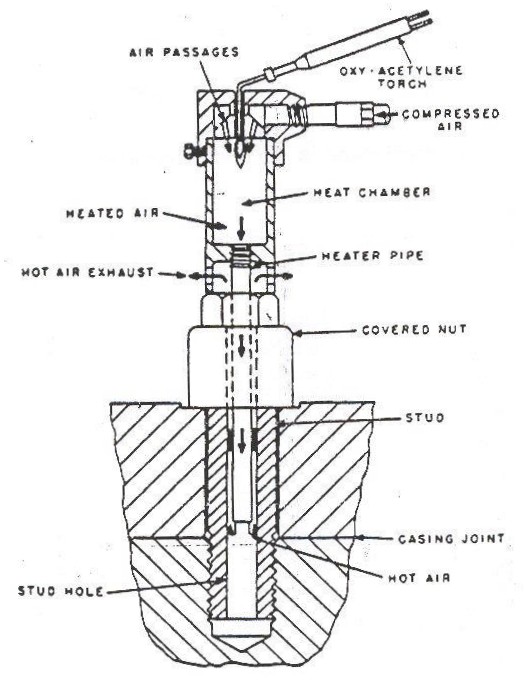 AIR PASSAGES
OXY-ACETYLENE
TORCH
COMPRESSED
AIR
HEAT CHAMBER
HEATED AIR
HEATER PIPE
HOT AIR EXHAUST
COVERED NUT
STUD
CASING JOINT
HOT AIR
STUD HOLE